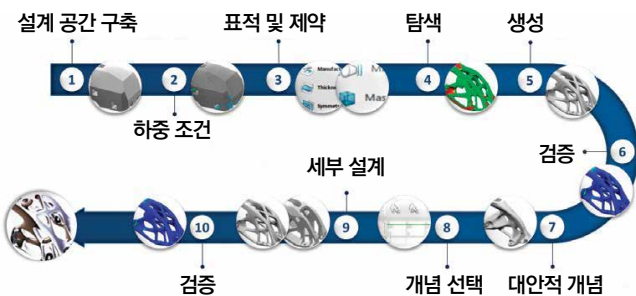 설계 공간 구축
표적 및 제약
탐색
생성
1
2
3
4
5
하중 조건
6
검증
세부 설계
10
9
8
7
검증
개념 선택
대안적 개념